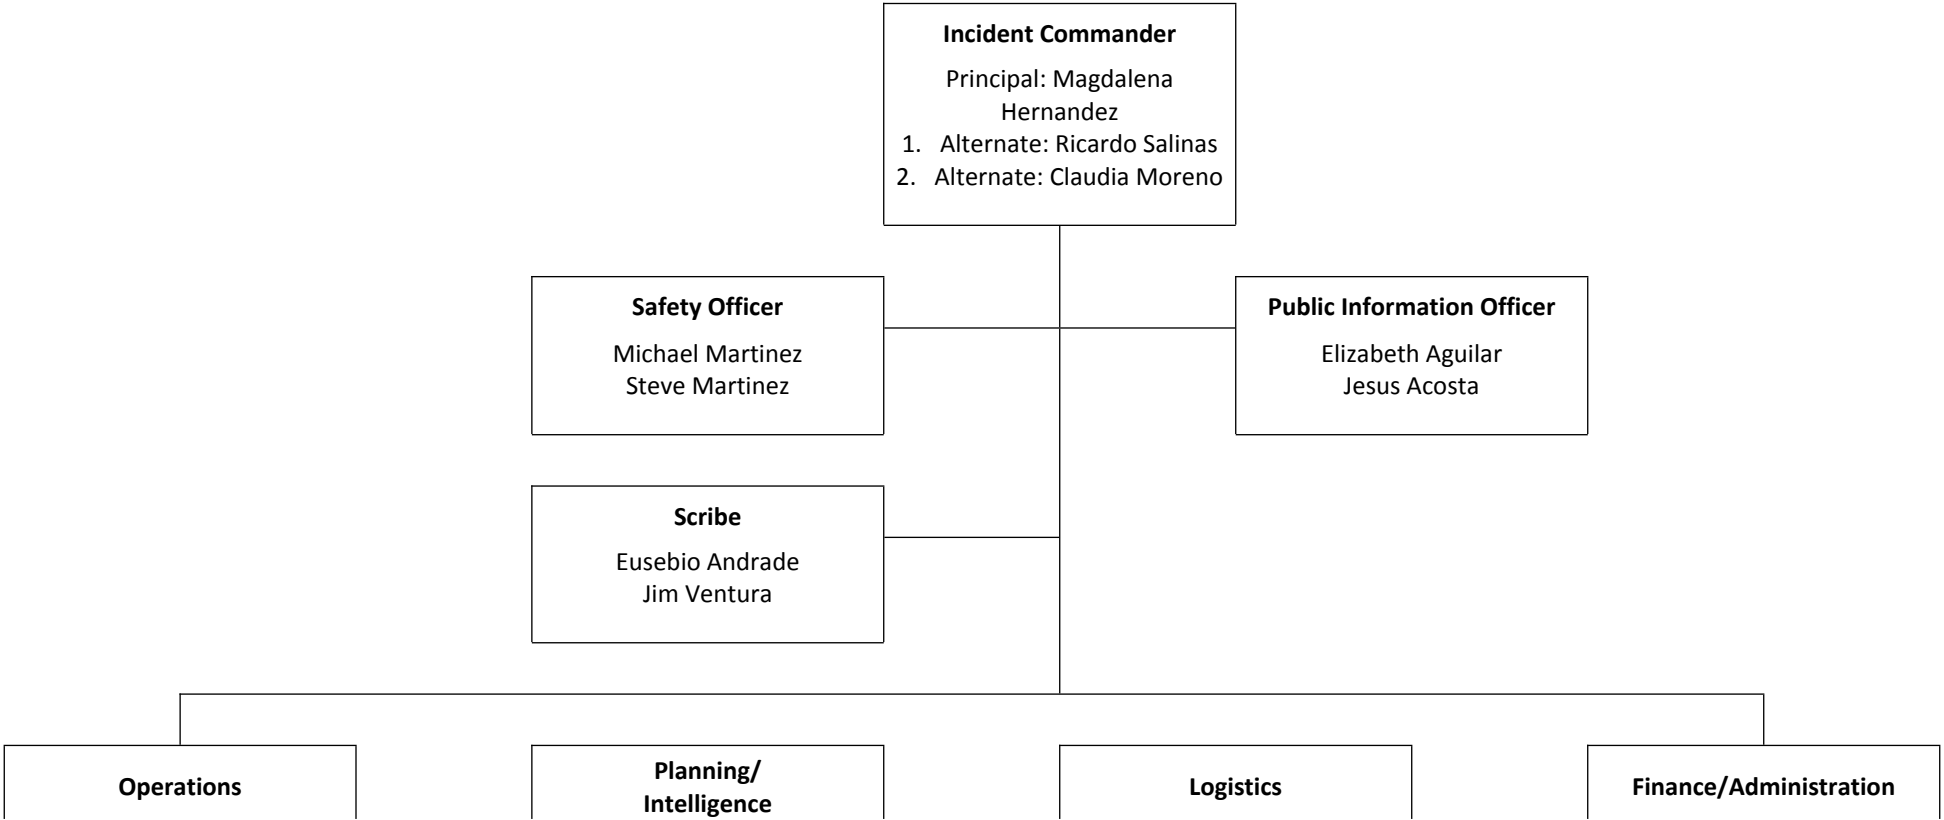 Incident Commander
Principal: Magdalena
Hernandez
1. Alternate: Ricardo Salinas
2. Alternate: Claudia Moreno
Safety Officer
Michael Martinez
Steve Martinez
Public Information Officer
Elizabeth Aguilar
Jesus Acosta
Scribe
Eusebio Andrade
Jim Ventura
Operations
Planning/
Intelligence
Logistics
Finance/Administration